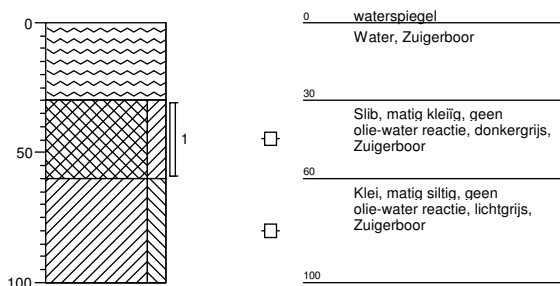 0
50
100
1
0 waterspiegel
Water, Zuigerboor
30
Slib, matig kleiïg, geen
olie-water reactie, donkergrijs,
Zuigerboor
60
Klei, matig siltig, geen
olie-water reactie, lichtgrijs,
Zuigerboor
100